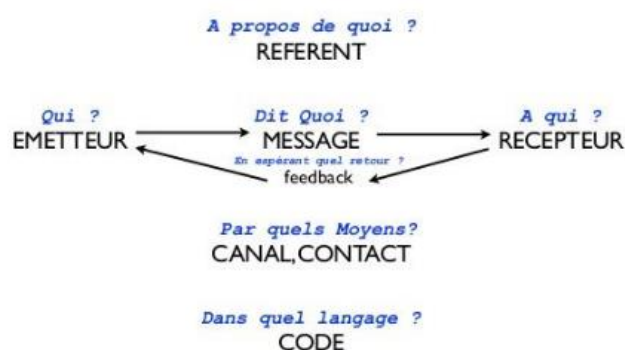 A propos de quoi ?
REFERENT
Qui ?
Dit Quoi ?
A qui ?
EMETTEUR
MESSAGE
RECEPTEUR
En espérant quel retour ?
feedback
Par quels Moyens?
CANAL,CONTACT
Dans quel langage ?
CODE